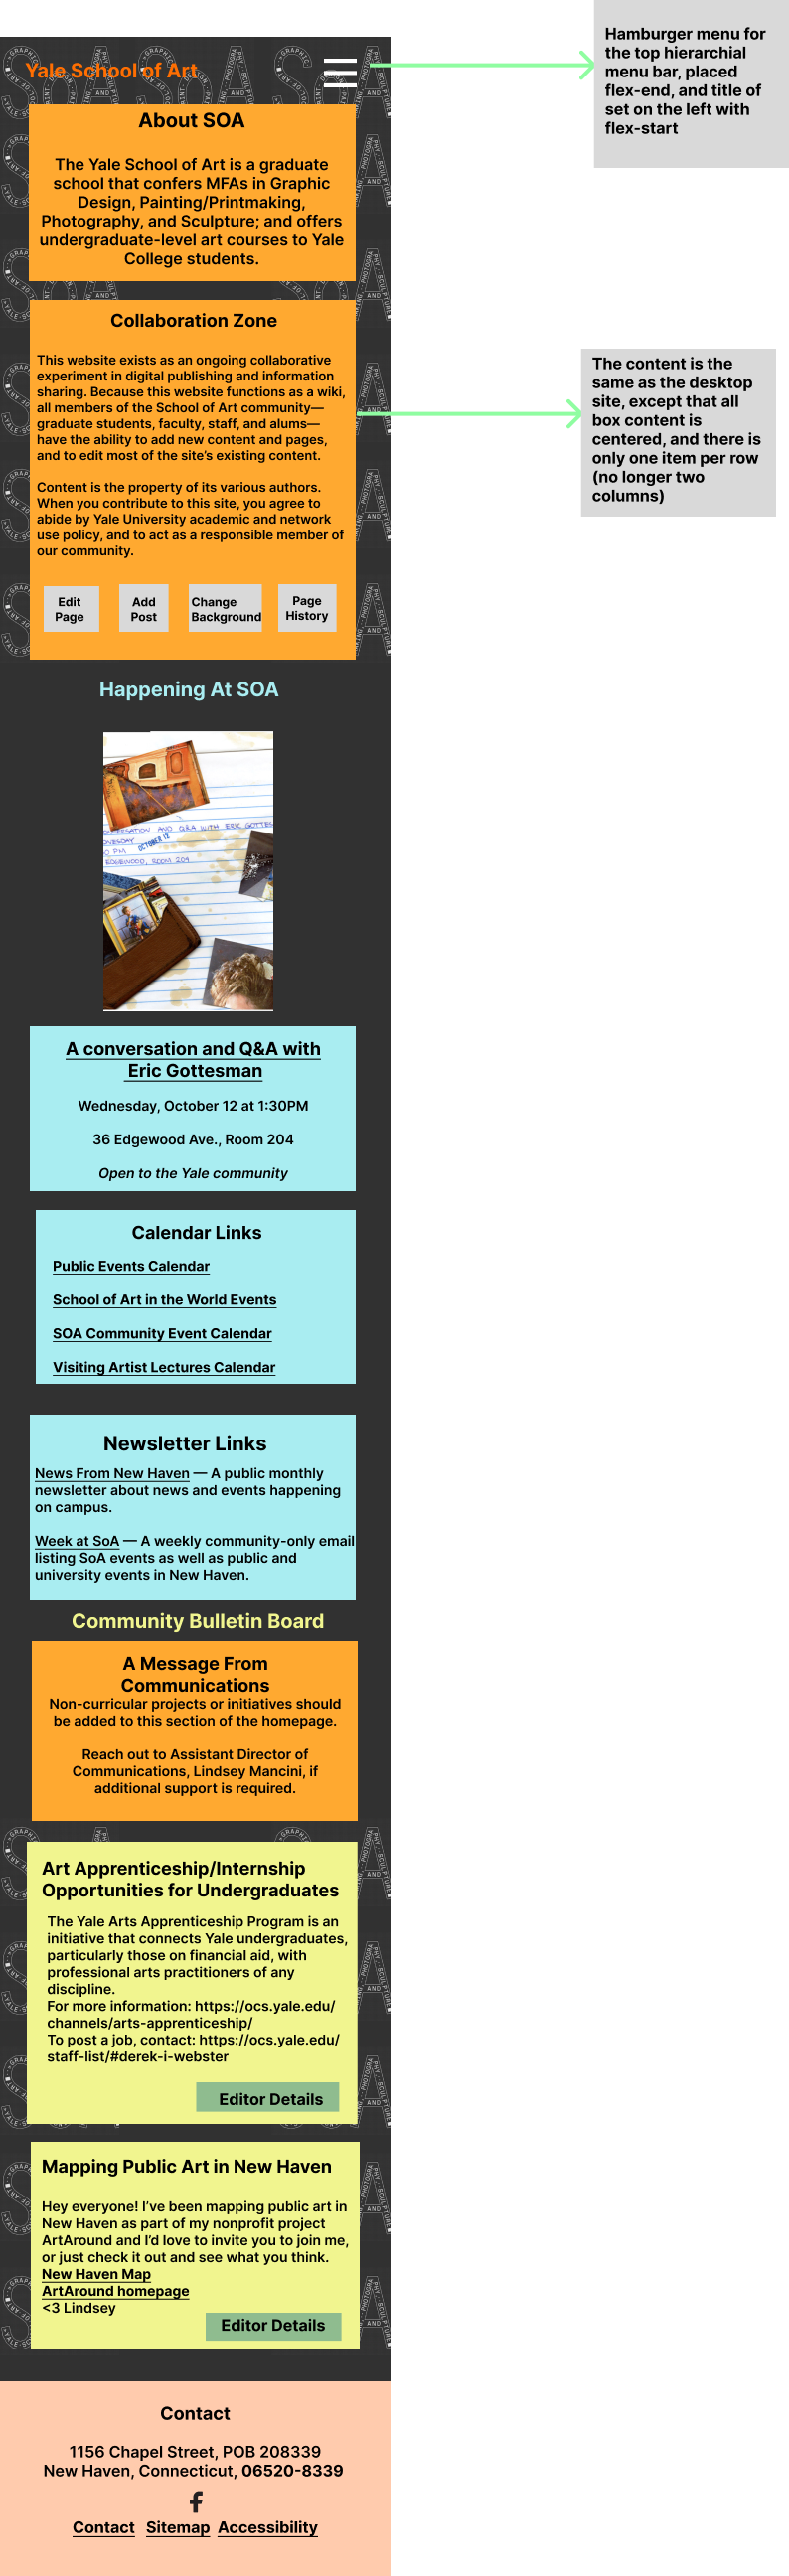 Yale School of Art
Hamburger menu for
the top hierarchial
menu bar, placed
flex-end, and title of
set on the left with
flex-start
About SOA
The Yale School of Art is a graduate
school that confers MFAs in Graphic
Design, Painting/Printmaking,
Photography, and Sculpture; and offers
undergraduate-level art courses to Yale
College students.
Collaboration Zone
This website exists as an ongoing collaborative
experiment in digital publishing and information
sharing. Because this website functions as a wiki,
all members of the School of Art community—
graduate students, faculty, staff, and alums—
have the ability to add new content and pages,
and to edit most of the site's existing content.
Content is the property of its various authors.
When you contribute to this site, you agree to
abide by Yale University academic and network
use policy, and to act as a responsible member of
our community.
The content is the
same as the desktop
site, except that all
box content is
centered, and there is
only one item per row
(no longer two
columns)
Edit
Page
Add
Post
Change
Background
Page
History
Happening At SOA
CONVERSATION AND Q&A WITH ERIC GOTTES
OCTOBER 12
EDGEWOOD, ROOM 204
A conversation and Q&A with
Eric Gottesman
Wednesday, October 12 at 1:30PM
36 Edgewood Ave., Room 204
Open to the Yale community
Calendar Links
Public Events Calendar
School of Art in the World Events
SOA Community Event Calendar
Visiting Artist Lectures Calendar
Newsletter Links
News From New Haven — A public monthly
newsletter about news and events happening
on campus.
Week at SoA — A weekly community-only email
listing SoA events as well as public and
university events in New Haven.
Community Bulletin Board
A Message From
Communications
Non-curricular projects or initiatives should
be added to this section of the homepage.
Reach out to Assistant Director of
Communications, Lindsey Mancini, if
additional support is required.
Art Apprenticeship/Internship
Opportunities for Undergraduates
The Yale Arts Apprenticeship Program is an
initiative that connects Yale undergraduates,
particularly those on financial aid, with
professional arts practitioners of any
discipline.
For more information: https://ocs.yale.edu/
channels/arts-apprenticeship/
To post a job, contact: https://ocs.yale.edu/
staff-list/#derek-i-webster
Editor Details
Mapping Public Art in New Haven
Hey everyone! I've been mapping public art in
New Haven as part of my nonprofit project
ArtAround and I'd love to invite you to join me,
or just check it out and see what you think.
New Haven Map
ArtAround homepage
<3 Lindsey
Editor Details
Contact
1156 Chapel Street, POB 208339
New Haven, Connecticut, 06520-8339
Contact Sitemap Accessibility